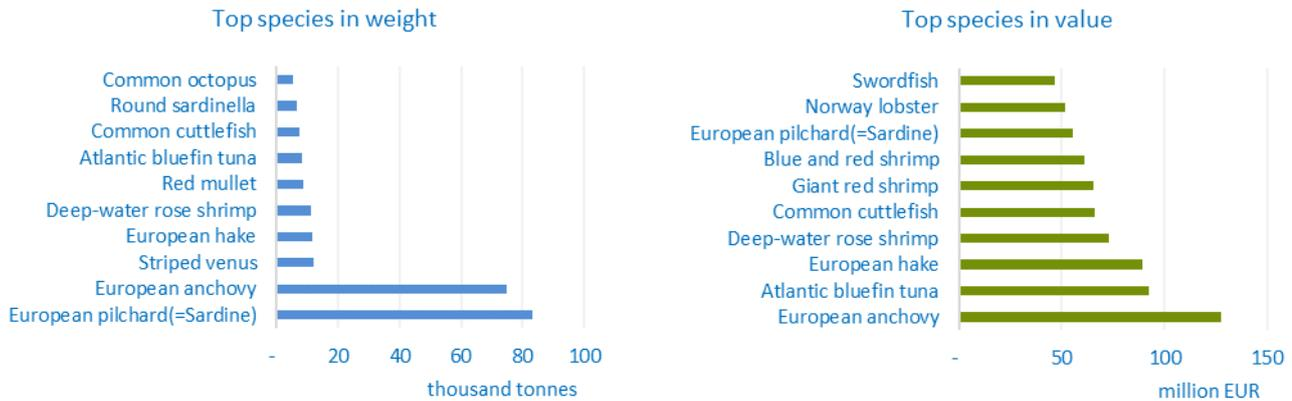 Top species in weight
Common octopus
Round sardinella
Common cuttlefish
Atlantic bluefin tuna
Red mullet
Deep-water rose shrimp
European hake
Striped venus
European anchovy
European pilchard(=Sardine)
- 20 40 60 80 100
thousand tonnes
Top species in value
Swordfish
Norway lobster
European pilchard(=Sardine)
Blue and red shrimp
Giant red shrimp
Common cuttlefish
Deep-water rose shrimp
European hake
Atlantic bluefin tuna
European anchovy
- 50 100 150
million EUR